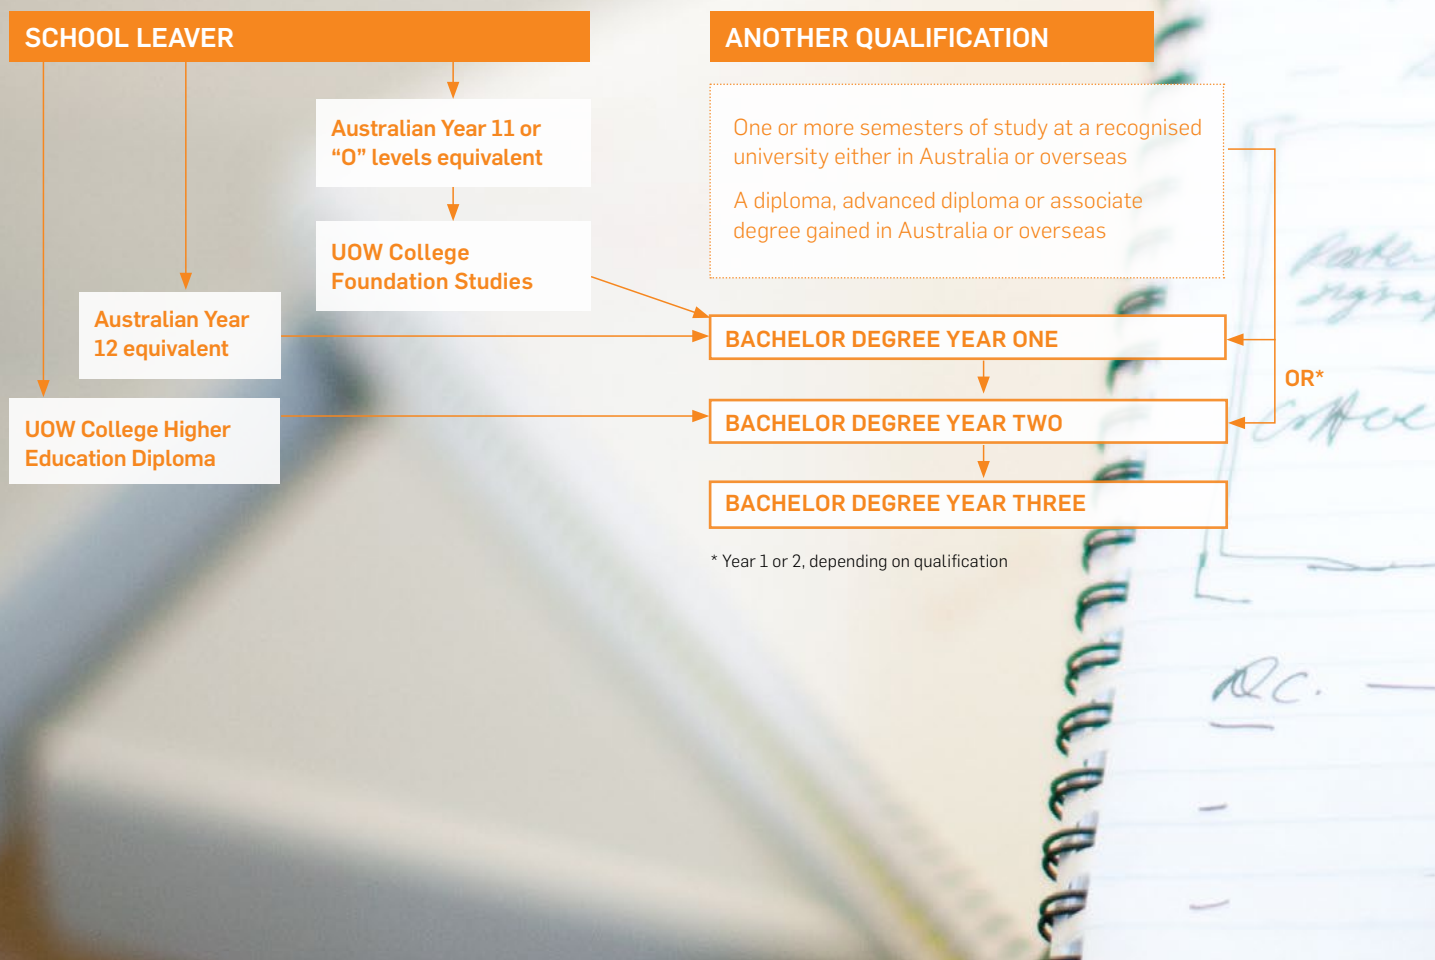 SCHOOL LEAVER
Australian Year 11 or
“O” levels equivalent
UOW College
Foundation Studies
Australian Year
12 equivalent
UOW College Higher
Education Diploma
ANOTHER QUALIFICATION
One or more semesters of study at a recognised
university either in Australia or overseas
A diploma, advanced diploma or associate
degree gained in Australia or overseas
BACHELOR DEGREE YEAR ONE
OR*
BACHELOR DEGREE YEAR TWO
BACHELOR DEGREE YEAR THREE
* Year 1 or 2, depending on qualification